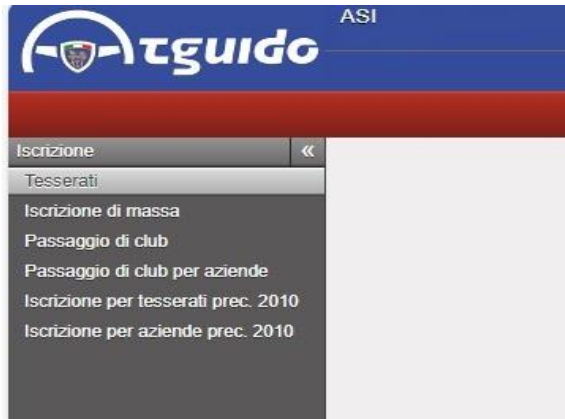 ASI
tguido
Iscrizione «
Tesserati
Iscrizione di massa
Passaggio di club
Passaggio di club per aziende
Iscrizione per tesserati prec. 2010
Iscrizione per aziende prec. 2010